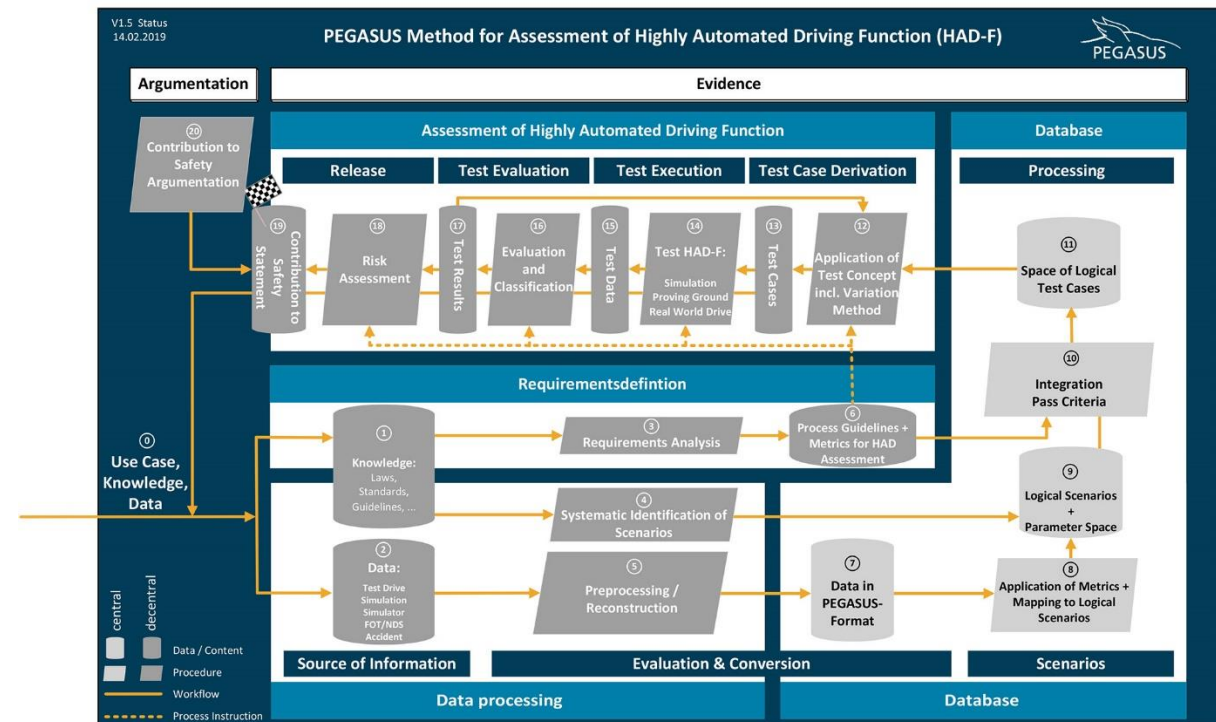 V1.5 Status
14.02.2019
PEGASUS Method for Assessment of Highly Automated Driving Function (HAD-F)
PEGASUS
Argumentation
Evidence
20
Contribution to
Safety
Argumentation
Assessment of Highly Automated Driving Function
Database
Release
Test Evaluation
Test Execution
Test Case Derivation
Processing
19
Contribution to
Safety
Statement
18
Risk
Assessment
17
Test Results
16
Evaluation
and
Classification
15
Test Data
14
Test HAD-F:
Simulation
Proving Ground
Real World Drive
13
Test Cases
12
Application of
Test Concept
incl. Variation
Method
11
Space of Logical
Test Cases
10
Integration
Pass Criteria
Requirementsdefintion
0
Use Case,
Knowledge,
Data
1
Knowledge:
Laws,
Standards,
Guidelines, ...
3
Requirements Analysis
6
Process Guidelines +
Metrics for HAD
Assessment
9
Logical Scenarios
+
Parameter Space
4
Systematic Identification of
Scenarios
2
Data:
Test Drive
Simulation
Simulator
FOT/NDS
Accident
5
Preprocessing /
Reconstruction
7
Data in
PEGASUS-
Format
8
Application of Metrics +
Mapping to Logical
Scenarios
central
decentral
Data / Content
Procedure
Workflow
Process Instruction
Source of Information
Evaluation & Conversion
Scenarios
Data processing
Database